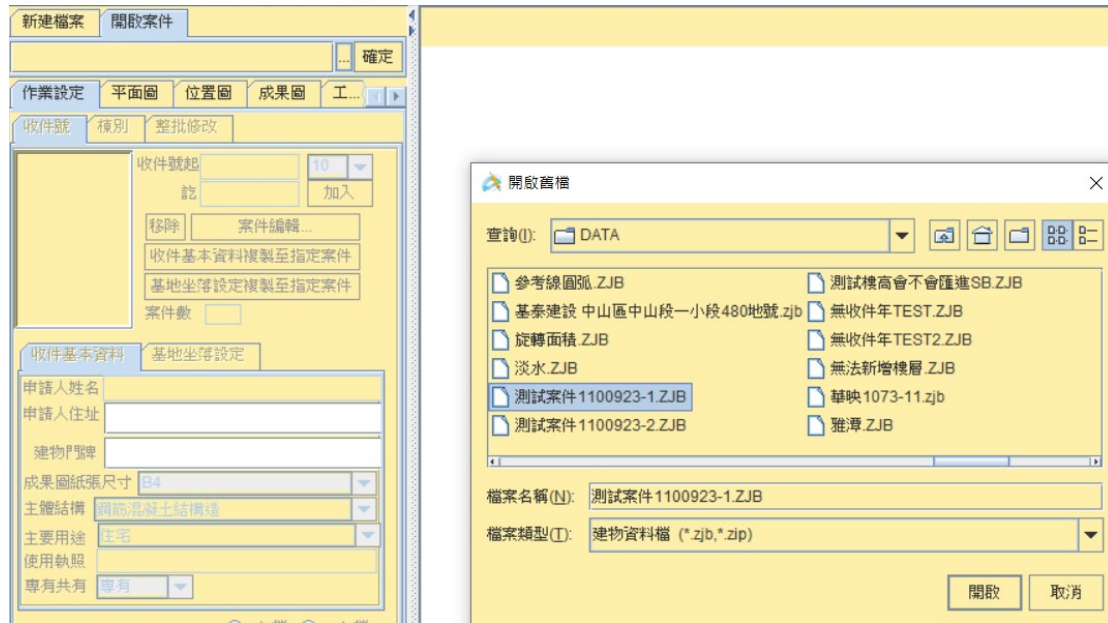 新建檔案 開啟案件
... 確定
作業設定 平面圖 位置圖 成果圖 工...
收件號 棟別 整批修改
收件號起 10
訖 加入
移除 案件編輯...
收件基本資料複製至指定案件
基地坐落設定複製至指定案件
案件數
收件基本資料 基地坐落設定
申請人姓名
申請人住址
建物門牌
成果圖紙張尺寸 B4
主體結構 鋼筋混凝土結構造
主要用途 住宅
使用執照
專有共有 專有
開啟舊檔
查詢(I): DATA
參考線圓弧.ZJB 測試樓高會不會匯進SB.ZJB
基泰建設 中山區中山段一小段480地號.zjb 無收件年TEST.ZJB
旋轉面積.ZJB 無收件年TEST2.ZJB
淡水.ZJB 無法新增樓層.ZJB
測試案件1100923-1.ZJB 華映1073-11.zjb
測試案件1100923-2.ZJB 雅潭.ZJB
檔案名稱(N): 測試案件1100923-1.ZJB
檔案類型(T): 建物資料檔 (*.zjb,*.zip)
開啟 取消